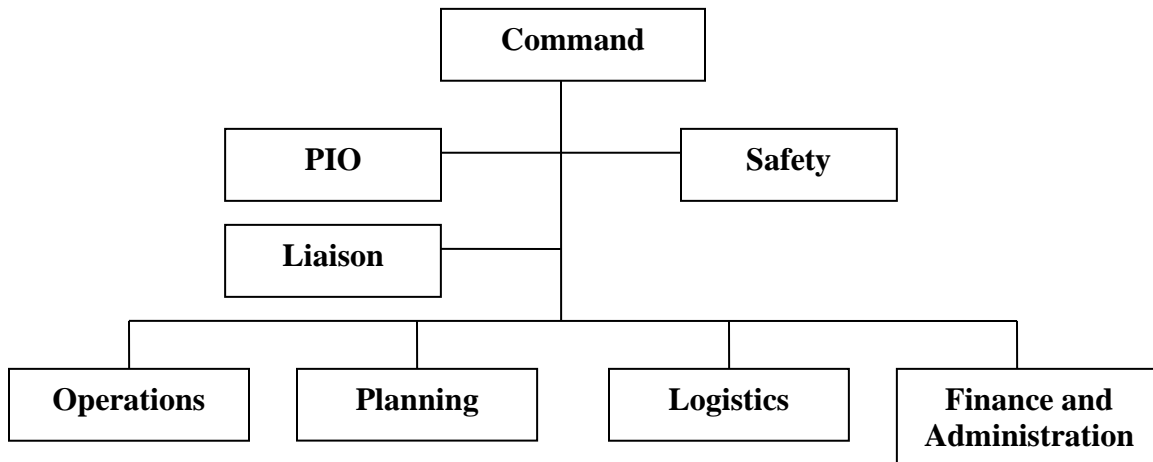 Command
PIO
Safety
Liaison
Operations
Planning
Logistics
Finance and
Administration